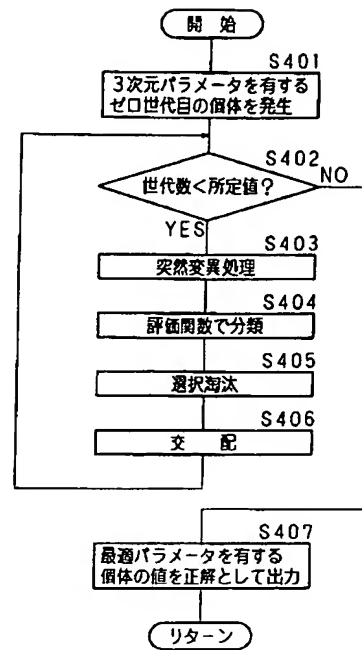 開 始
S401
3次元パラメータを有する
ゼロ世代目の個体を発生
S402
世代数<所定値?
NO
YES
S403
突然変異処理
S404
評価関数で分類
S405
選択淘汰
S406
交 配
S407
最適パラメータを有する
個体の値を正解として出力
リターン